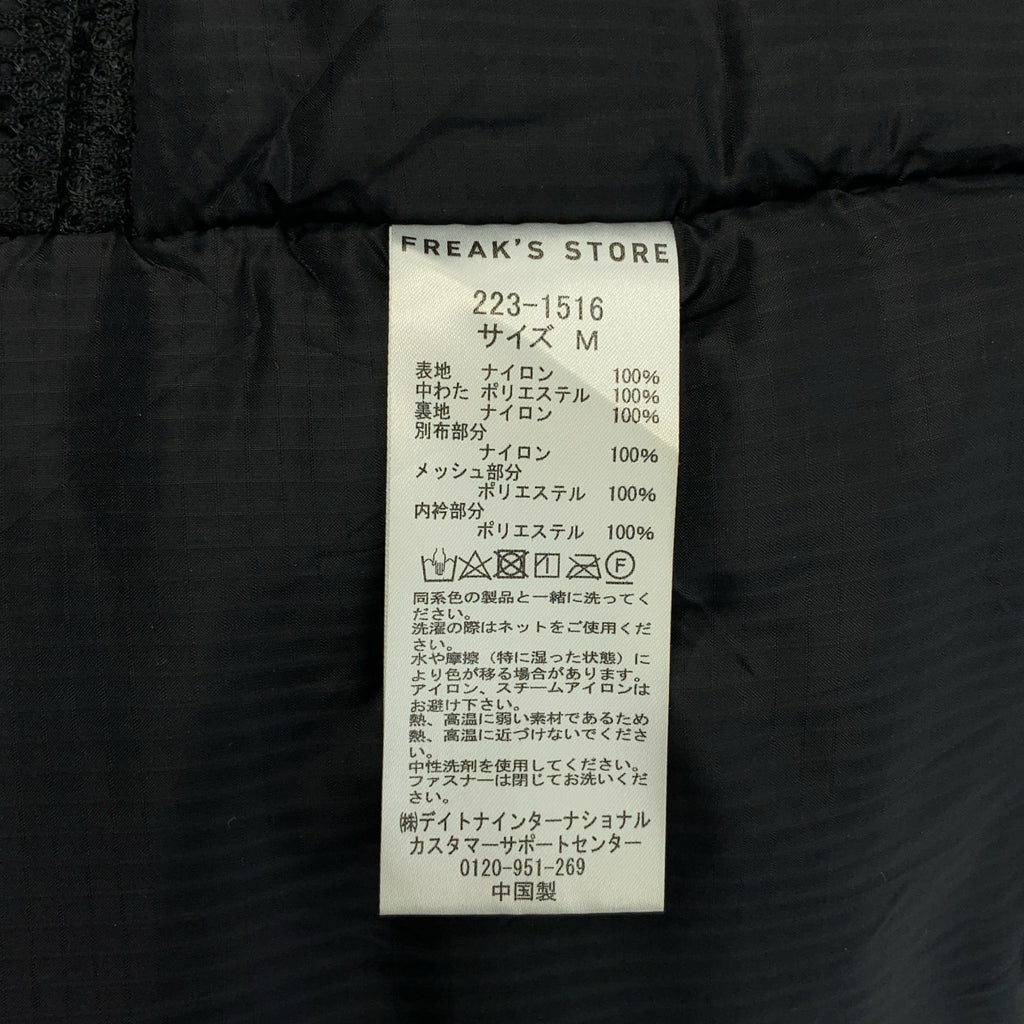 FREAK'S STORE
223-1516
サイズ M
表地 ナイロン 100%
中わた ポリエステル 100%
裏地 ナイロン 100%
別布部分
ナイロン 100%
メッシュ部分
ポリエステル 100%
内衿部分
ポリエステル 100%
F
同系色の製品と一緒に洗ってく
ださい。
洗濯の際はネットをご使用くだ
さい。
水や摩擦（特に湿った状態）に
より色が移る場合があります。
アイロン、スチームアイロンは
お避け下さい。
熱、高温に弱い素材であるため
熱、高温に近づけないでくださ
い。
中性洗剤を使用してください。
ファスナーは閉じてお洗いくだ
さい。
㈱デイトナインターナショナル
カスタマーサポートセンター
0120-951-269
中国製